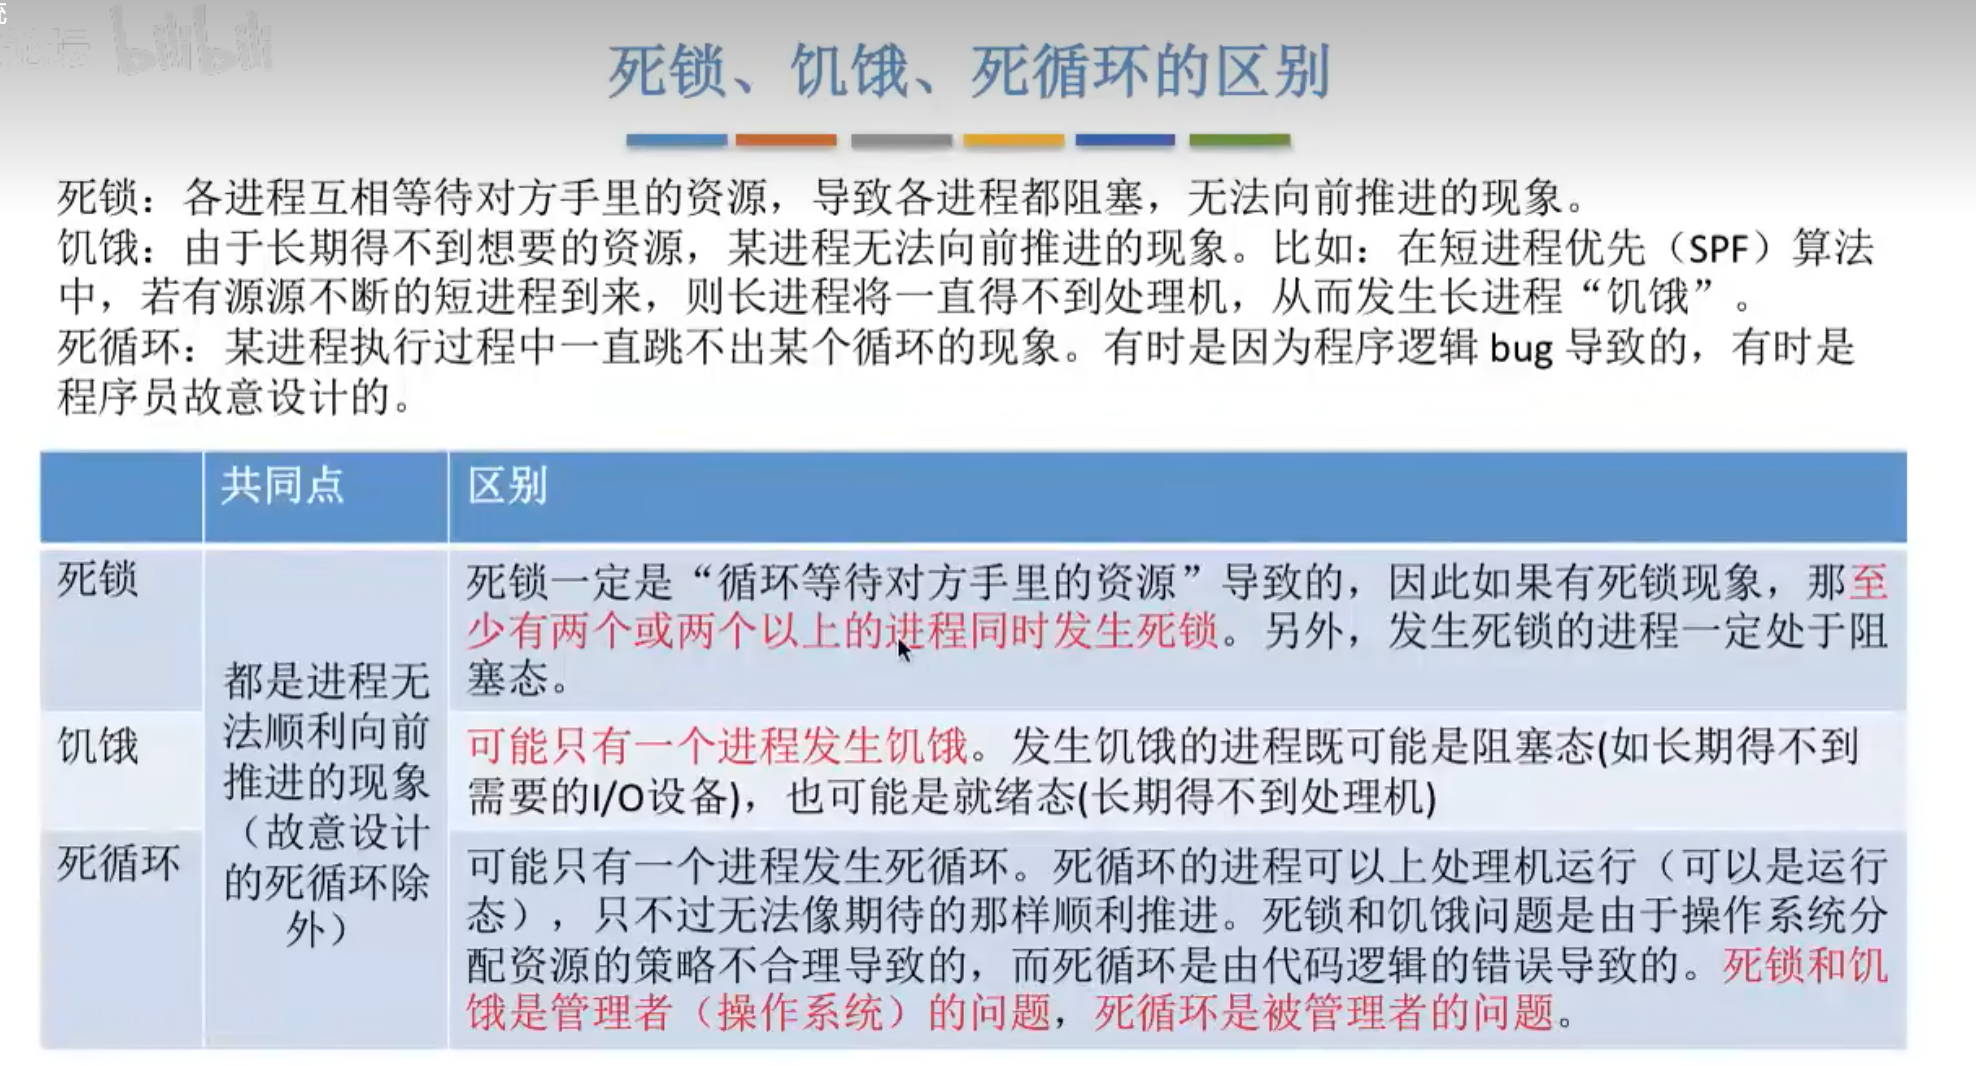 bilibili
死锁、饥饿、死循环的区别
死锁：各进程互相等待对方手里的资源，导致各进程都阻塞，无法向前推进的现象。
饥饿：由于长期得不到想要的资源，某进程无法向前推进的现象。比如：在短进程优先（SPF）算法
中，若有源源不断的短进程到来，则长进程将一直得不到处理机，从而发生长进程“饥饿”。
死循环：某进程执行过程中一直跳不出某个循环的现象。有时是因为程序逻辑 bug 导致的，有时是
程序员故意设计的。
共同点
区别
死锁
都是进程无
法顺利向前
推进的现象
（故意设计
的死循环除
外）
死锁一定是“循环等待对方手里的资源”导致的，因此如果有死锁现象，那至
少有两个或两个以上的进程同时发生死锁。另外，发生死锁的进程一定处于阻
塞态。
饥饿
可能只有一个进程发生饥饿。发生饥饿的进程既可能是阻塞态(如长期得不到
需要的I/O设备)，也可能是就绪态(长期得不到处理机)
死循环
可能只有一个进程发生死循环。死循环的进程可以上处理机运行（可以是运行
态），只不过无法像期待的那样顺利推进。死锁和饥饿问题是由于操作系统分
配资源的策略不合理导致的，而死循环是由代码逻辑的错误导致的。死锁和饥
饿是管理者（操作系统）的问题，死循环是被管理者的问题。